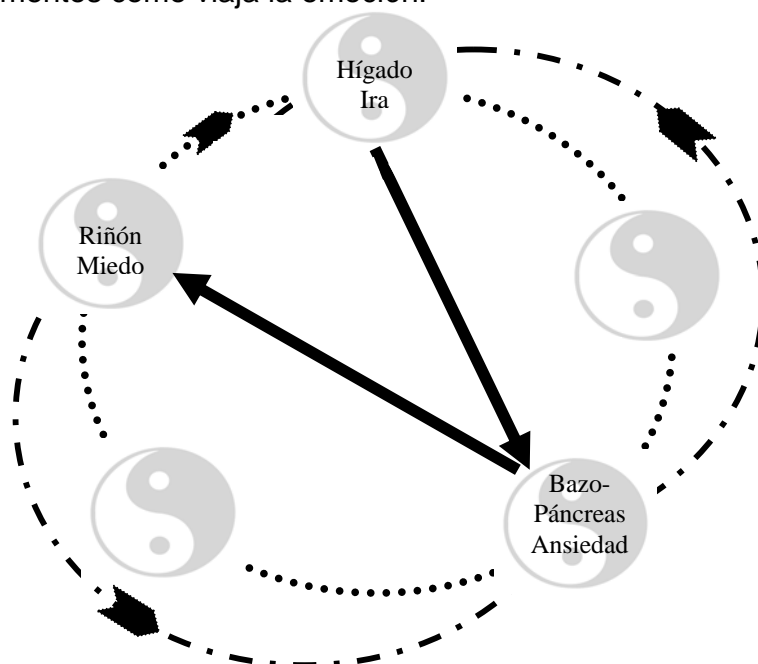 mentos como viaja la emoción.
Hígado
Ira
Riñón
Miedo
Bazo-
Páncreas
Ansiedad